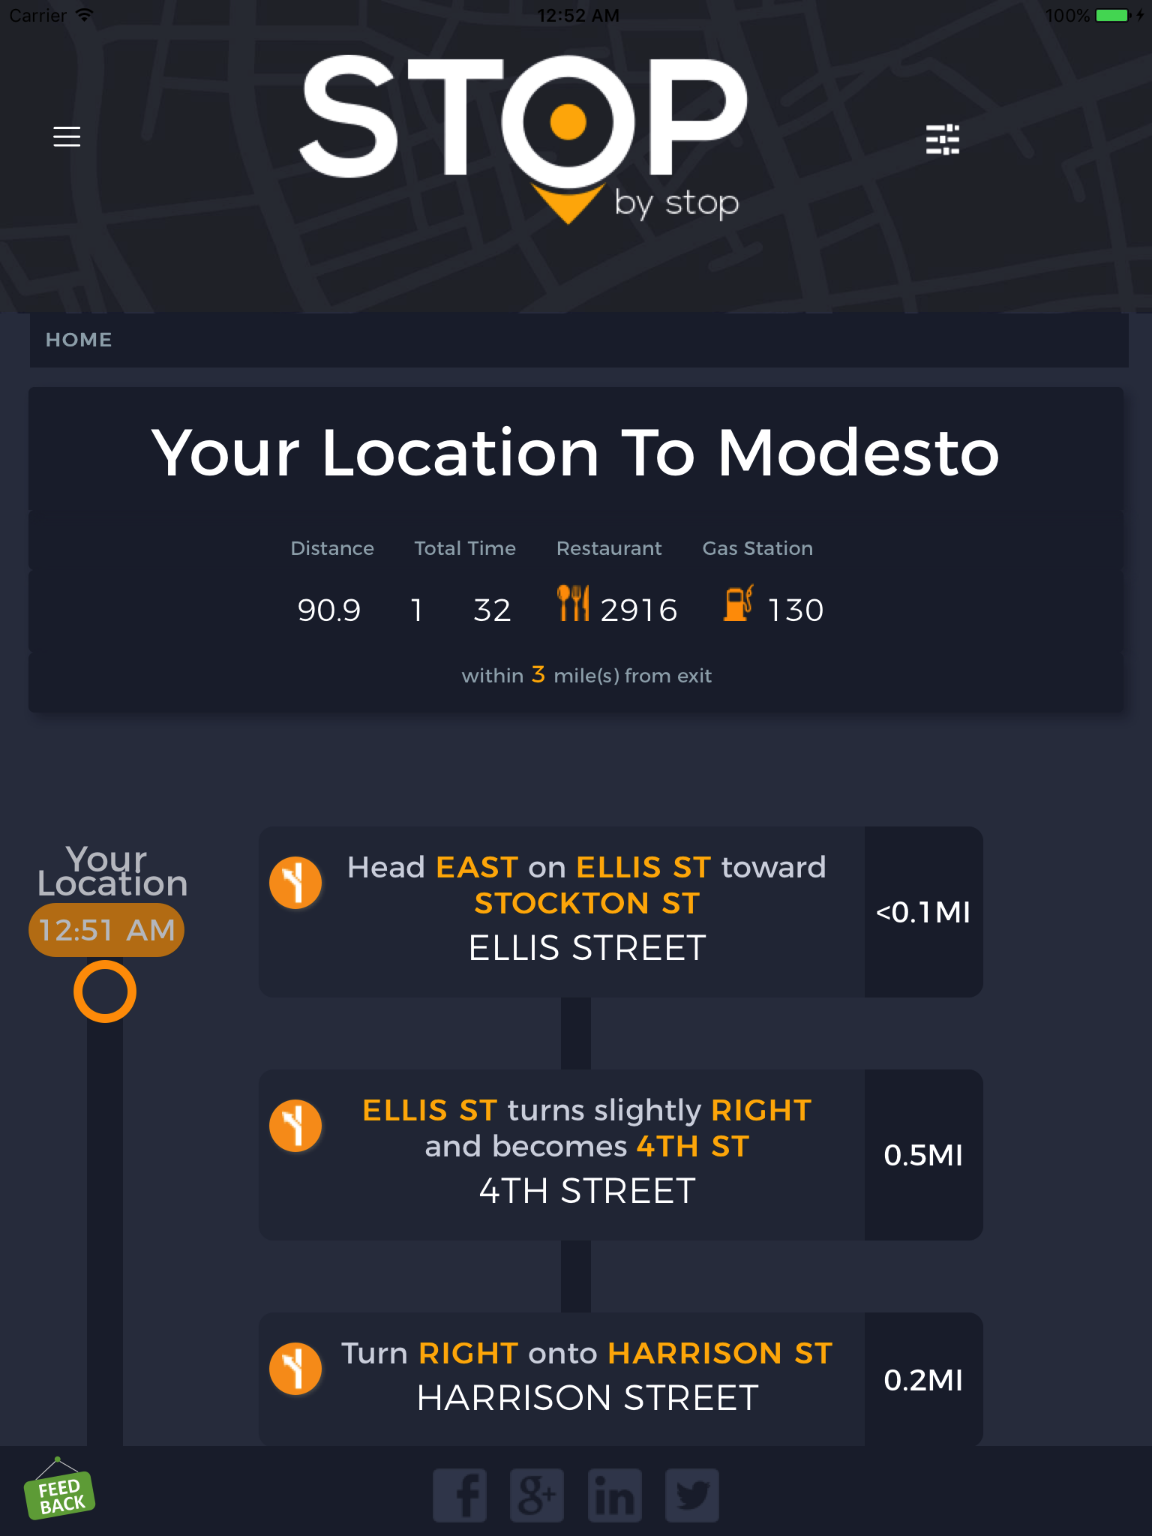 Carrier 12:52 AM 100%
STOP
by stop
HOME
Your Location To Modesto
Distance Total Time Restaurant Gas Station
90.9 1 32 2916 130
within 3 mile(s) from exit
Your
Location
12:51 AM
Head EAST on ELLIS ST toward
STOCKTON ST
ELLIS STREET
<0.1MI
ELLIS ST turns slightly RIGHT
and becomes 4TH ST
4TH STREET
0.5MI
Turn RIGHT onto HARRISON ST
HARRISON STREET
0.2MI
FEED
BACK
f g+ in